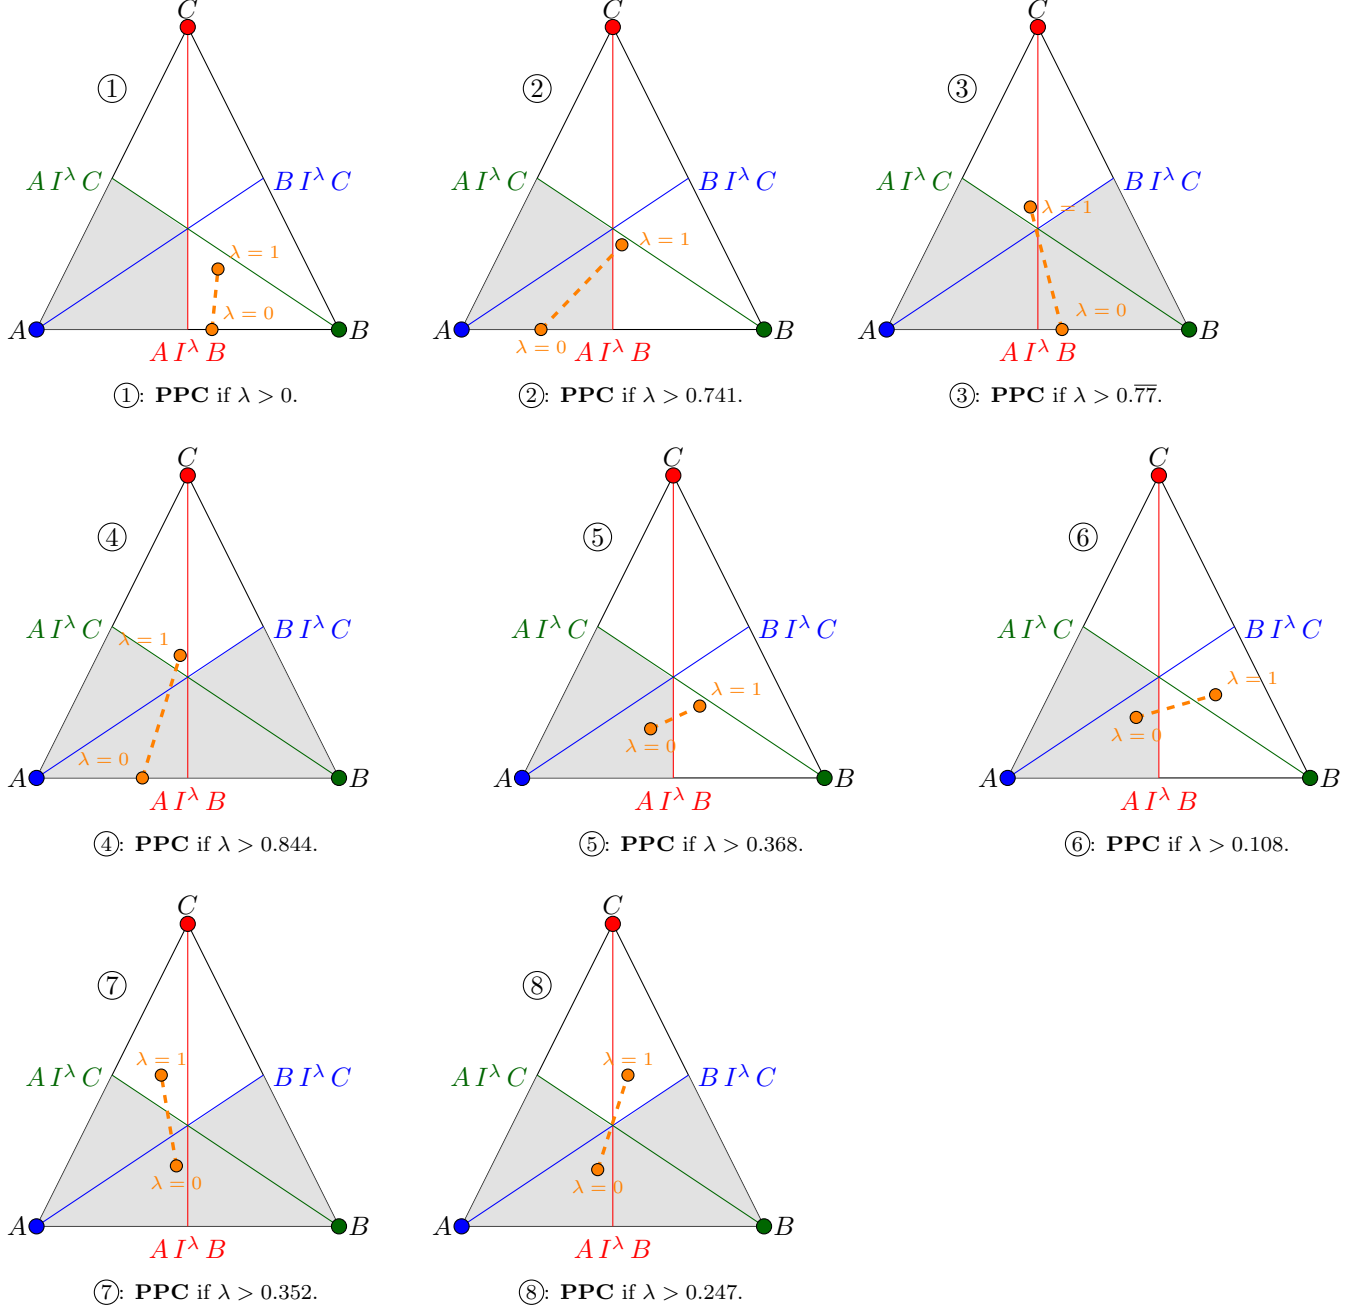 C C C
① ② ③
A I^λ C B I^λ C A I^λ C B I^λ C A I^λ C B I^λ C
λ = 1 λ = 1 λ = 1
λ = 0 λ = 0 λ = 0
A B A B A B
A I^λ B A I^λ B A I^λ B
①: PPC if λ > 0. ②: PPC if λ > 0.741. ③: PPC if λ > 0.7̅7̅.
C C C
④ ⑤ ⑥
A I^λ C B I^λ C A I^λ C B I^λ C A I^λ C B I^λ C
λ = 1 λ = 1 λ = 1
λ = 0 λ = 0 λ = 0
A B A B A B
A I^λ B A I^λ B A I^λ B
④: PPC if λ > 0.844. ⑤: PPC if λ > 0.368. ⑥: PPC if λ > 0.108.
C C
⑦ ⑧
λ = 1 λ = 1
A I^λ C B I^λ C A I^λ C B I^λ C
λ = 0 λ = 0
A B A B
A I^λ B A I^λ B
⑦: PPC if λ > 0.352. ⑧: PPC if λ > 0.247.